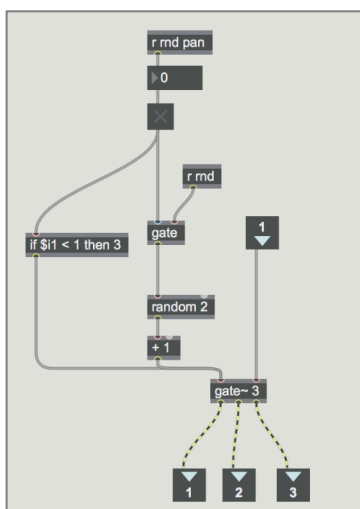 r rnd pan
0
r rnd
if $i1 < 1 then 3
gate
1
random 2
+ 1
gate~ 3
1
2
3